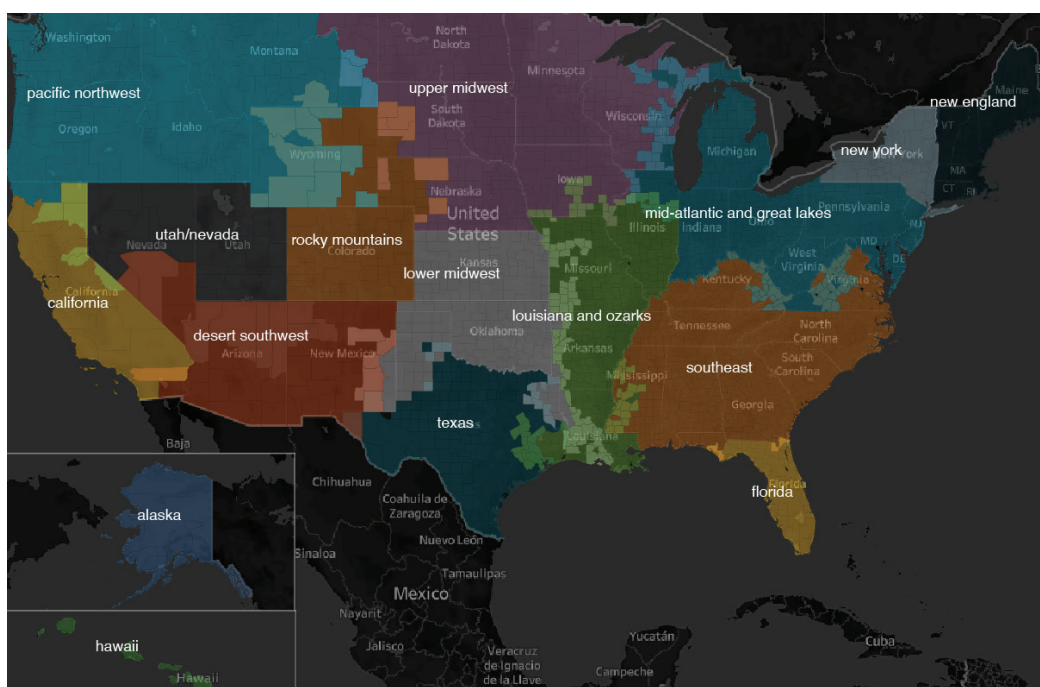 Washington
Montana
North
Dakota
Minnesota
pacific northwest
upper midwest
new england
Maine
South
Dakota
Wisconsin
Oregon
Idaho
VT
new york
New York
Wyoming
Michigan
MA
CT
RI
Nebraska
Iowa
Pennsylvania
United
States
Illinois
mid-atlantic and great lakes
Indiana
Ohio
NJ
utah/nevada
Nevada
Utah
rocky mountains
Colorado
MD
West
Virginia
DE
lower midwest
Kansas
Missouri
Kentucky
Virginia
California
california
louisiana and ozarks
desert southwest
Oklahoma
Tennessee
North
Carolina
Arizona
New Mexico
Arkansas
South
Carolina
southeast
Mississippi
Georgia
texas
Louisiana
Baja
Chihuahua
Florida
florida
Coahuila de
Zaragoza
alaska
Nuevo León
Sinaloa
Tamaulipas
Mexico
Nayarit
hawaii
Hawaii
Jalisco
Yucatán
Cuba
Veracruz
de Ignacio
de la Llave
Campeche